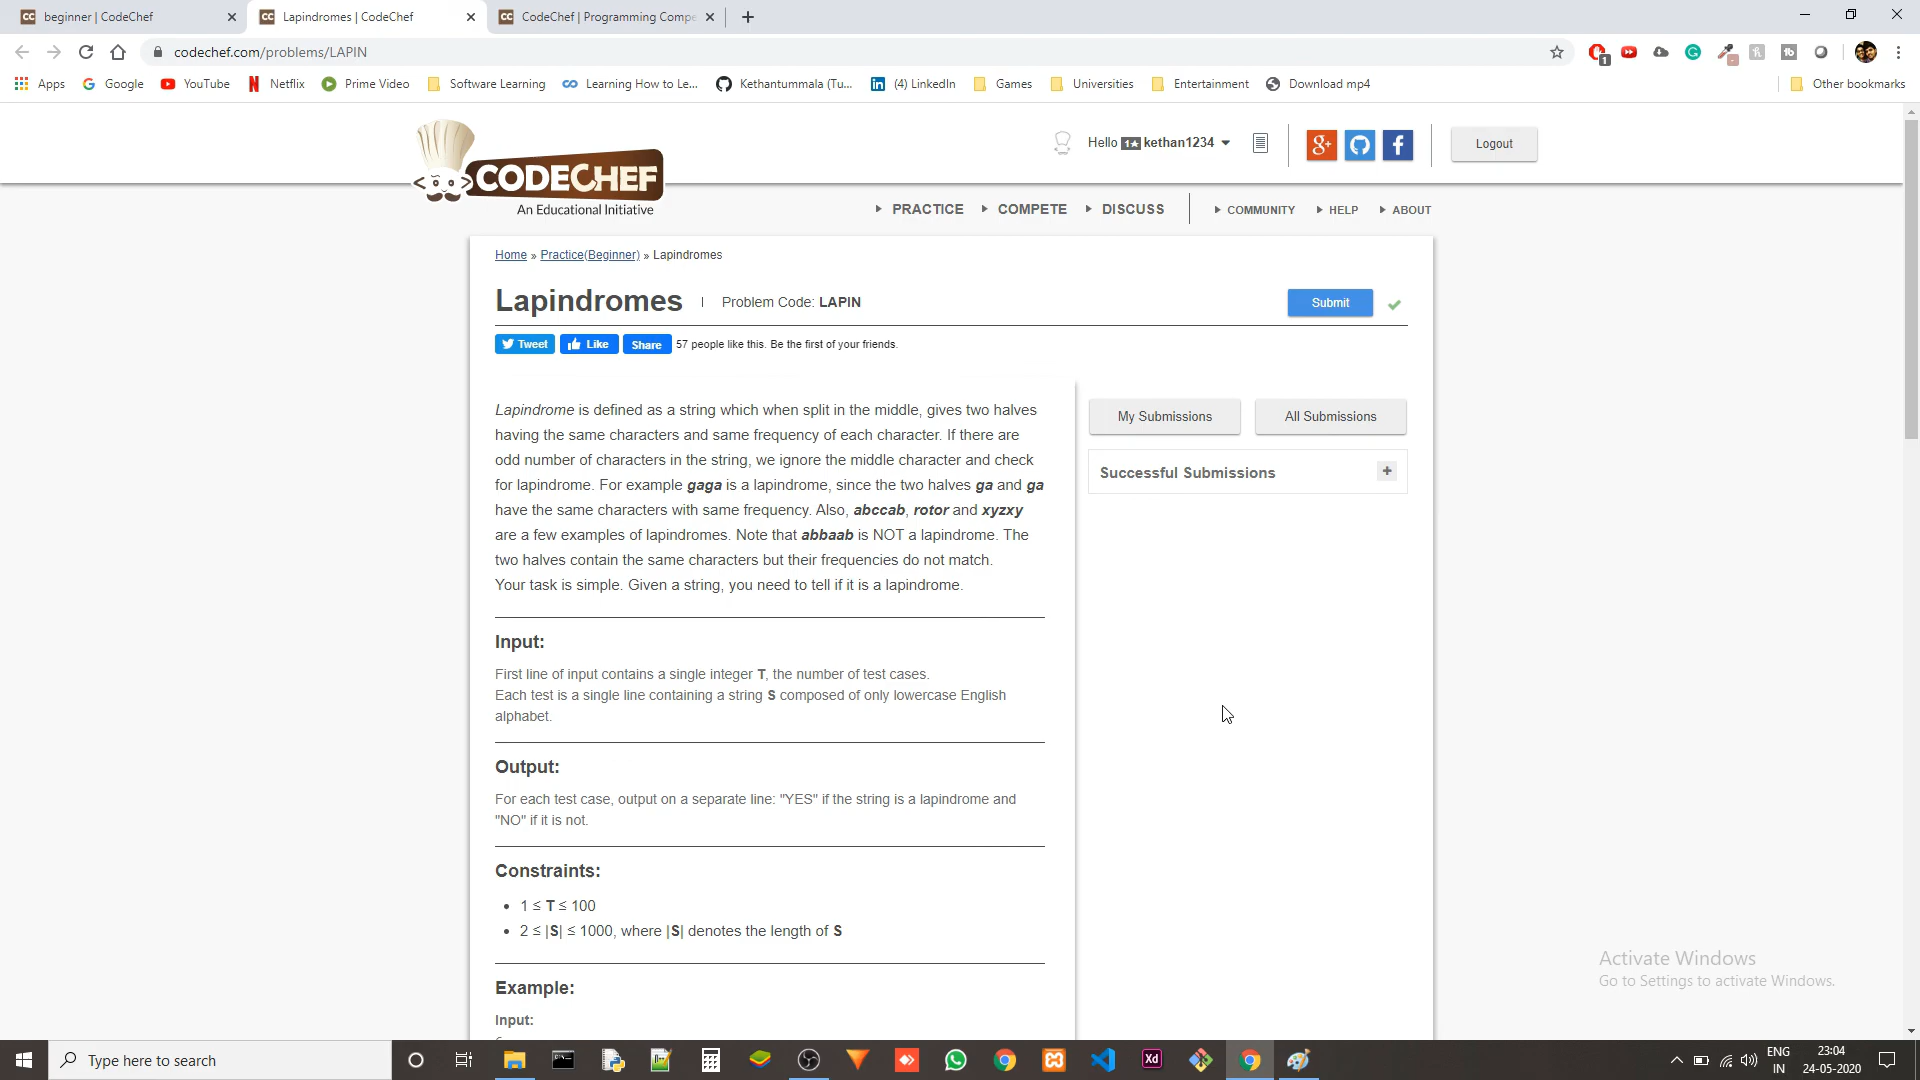 beginner | CodeChef
Lapindromes | CodeChef
CodeChef | Programming Compe
codechef.com/problems/LAPIN
Apps
Google
YouTube
Netflix
Prime Video
Software Learning
Learning How to Le...
Kethantummala (Tu...
(4) LinkedIn
Games
Universities
Entertainment
Download mp4
Other bookmarks
CODECHEF
An Educational Initiative
Hello 1★ kethan1234
Logout
PRACTICE
COMPETE
DISCUSS
COMMUNITY
HELP
ABOUT
Home » Practice(Beginner) » Lapindromes
Lapindromes
Problem Code: LAPIN
Submit
Tweet
Like
Share
57 people like this. Be the first of your friends.
Lapindrome is defined as a string which when split in the middle, gives two halves
having the same characters and same frequency of each character. If there are
odd number of characters in the string, we ignore the middle character and check
for lapindrome. For example gaga is a lapindrome, since the two halves ga and ga
have the same characters with same frequency. Also, abccab, rotor and xyzxy
are a few examples of lapindromes. Note that abbaab is NOT a lapindrome. The
two halves contain the same characters but their frequencies do not match.
Your task is simple. Given a string, you need to tell if it is a lapindrome.
My Submissions
All Submissions
Successful Submissions
+
Input:
First line of input contains a single integer T, the number of test cases.
Each test is a single line containing a string S composed of only lowercase English
alphabet.
Output:
For each test case, output on a separate line: "YES" if the string is a lapindrome and
"NO" if it is not.
Constraints:
• 1 ≤ T ≤ 100
• 2 ≤ |S| ≤ 1000, where |S| denotes the length of S
Example:
Input:
Activate Windows
Go to Settings to activate Windows.
Type here to search
Xd
ENG
IN
23:04
24-05-2020